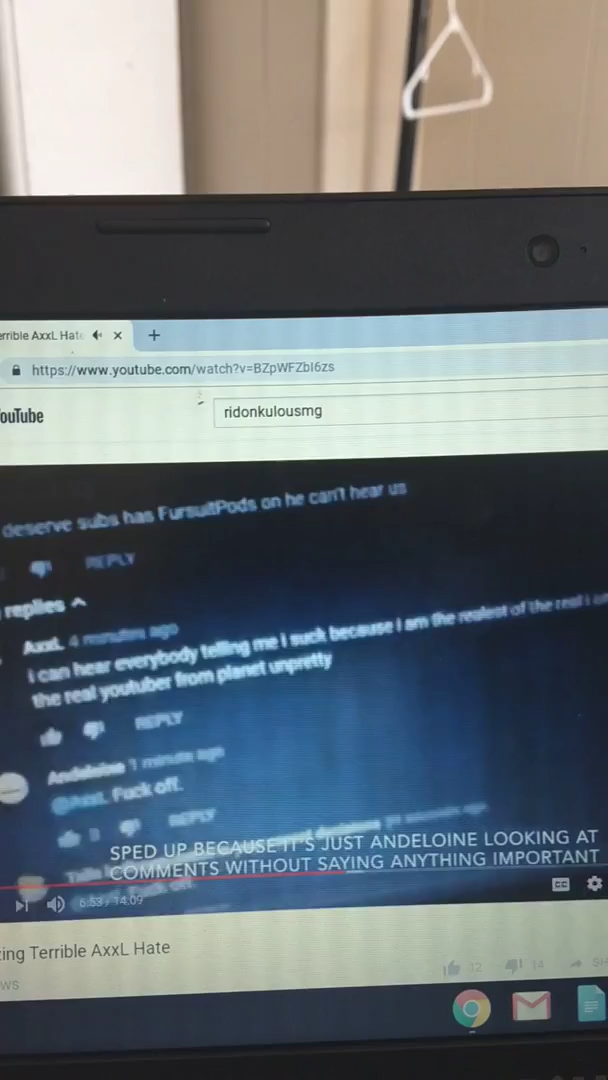 errible AxxL Hat
https://www.youtube.com/watch?v=BZpWFZbI6zs
ouTube
ridonkulousmg
deserve subs has FursuitPods on he can't hear us
REPLY
replies
AxxL 4 minutes ago
i can hear everybody telling me i suck because i am the realest of the real i
the real youtuber from planet unpretty
REPLY
Andeloine 1 minute ago
@AxxL Fuck off.
REPLY
SPED UP BECAUSE IT'S JUST ANDELOINE LOOKING AT
COMMENTS WITHOUT SAYING ANYTHING IMPORTANT
6:53 / 14:09
CC
ing Terrible AxxL Hate
ws
12
14